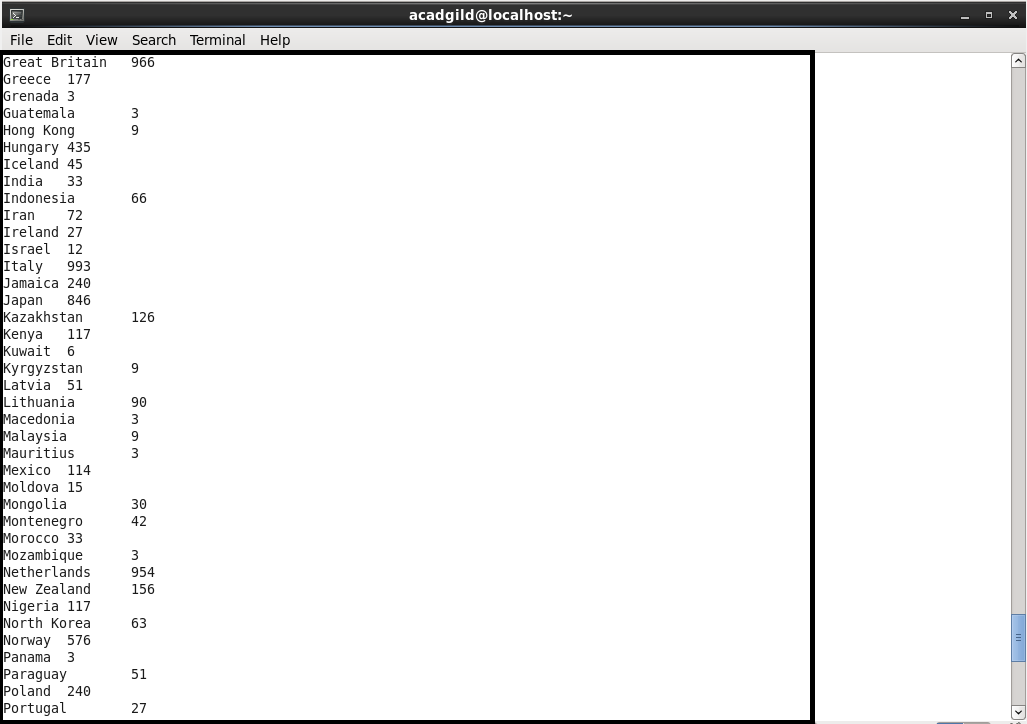 acadgild@localhost:~
File Edit View Search Terminal Help
Great Britain 966
Greece 177
Grenada 3
Guatemala 3
Hong Kong 9
Hungary 435
Iceland 45
India 33
Indonesia 66
Iran 72
Ireland 27
Israel 12
Italy 993
Jamaica 240
Japan 846
Kazakhstan 126
Kenya 117
Kuwait 6
Kyrgyzstan 9
Latvia 51
Lithuania 90
Macedonia 3
Malaysia 9
Mauritius 3
Mexico 114
Moldova 15
Mongolia 30
Montenegro 42
Morocco 33
Mozambique 3
Netherlands 954
New Zealand 156
Nigeria 117
North Korea 63
Norway 576
Panama 3
Paraguay 51
Poland 240
Portugal 27